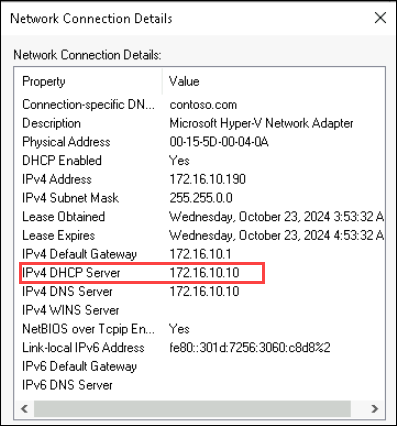 Network Connection Details
Network Connection Details:
Property Value
Connection-specific DN... contoso.com
Description Microsoft Hyper-V Network Adapter
Physical Address 00-15-5D-00-04-0A
DHCP Enabled Yes
IPv4 Address 172.16.10.190
IPv4 Subnet Mask 255.255.0.0
Lease Obtained Wednesday, October 23, 2024 3:53:32 A
Lease Expires Wednesday, October 23, 2024 4:53:32 A
IPv4 Default Gateway 172.16.10.1
IPv4 DHCP Server 172.16.10.10
IPv4 DNS Server 172.16.10.10
IPv4 WINS Server
NetBIOS over Tcpip En... Yes
Link-local IPv6 Address fe80::301d:7256:3060:c8d8%2
IPv6 Default Gateway
IPv6 DNS Server